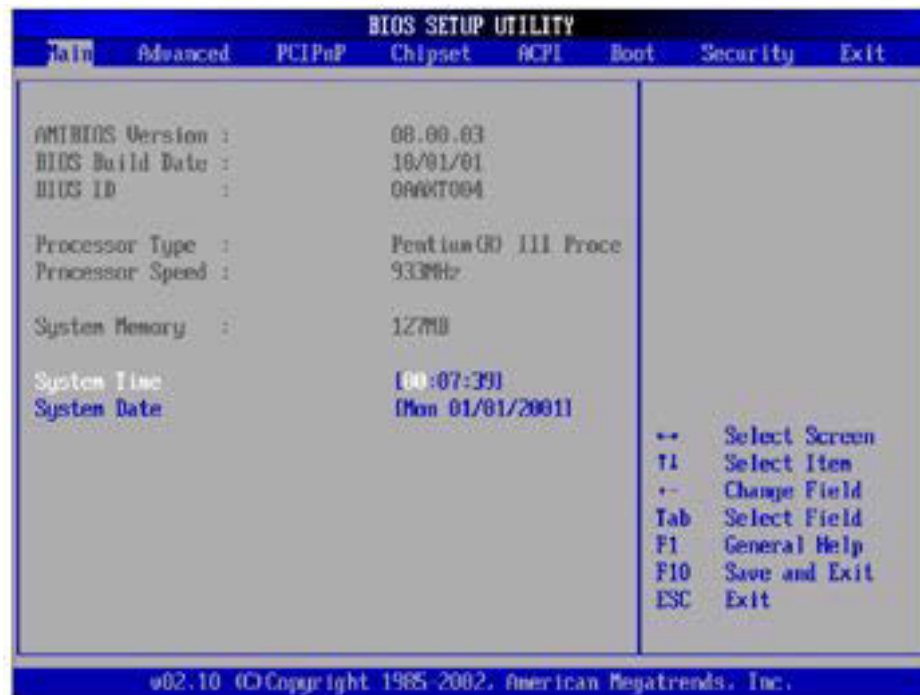 BIOS SETUP UTILITY
Main Advanced PCIPnP Chipset ACPI Boot Security Exit
AMIBIOS Version : 08.00.03
BIOS Build Date : 10/01/01
BIOS ID : 0AAXT004
Processor Type : Pentium(R) III Proce
Processor Speed : 933MHz
System Memory : 127MB
System Time [00:07:39]
System Date [Mon 01/01/2001]
↔ Select Screen
↑↓ Select Item
+- Change Field
Tab Select Field
F1 General Help
F10 Save and Exit
ESC Exit
v02.10 (C)Copyright 1985-2002, American Megatrends, Inc.